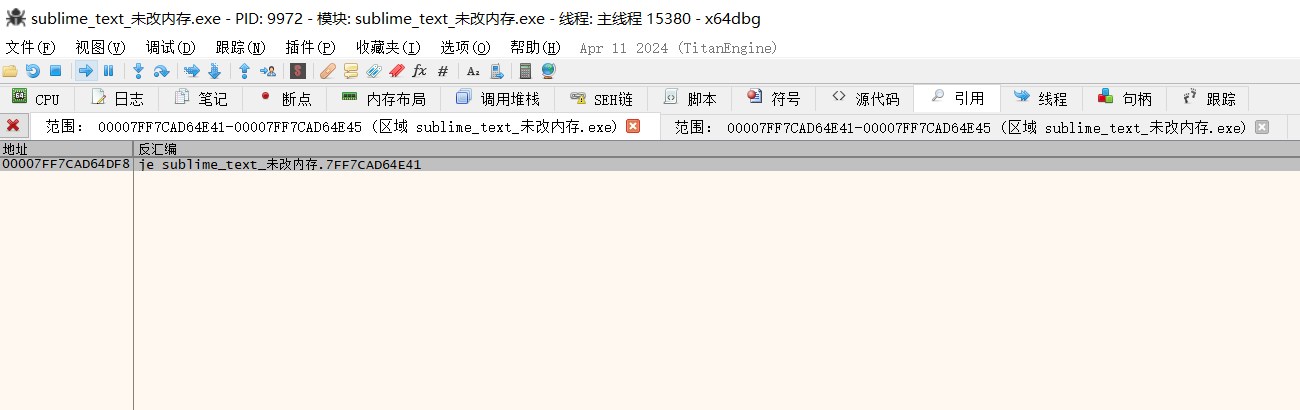 sublime_text_未改内存.exe - PID: 9972 - 模块: sublime_text_未改内存.exe - 线程: 主线程 15380 - x64dbg
文件(F) 视图(V) 调试(D) 跟踪(N) 插件(P) 收藏夹(I) 选项(O) 帮助(H) Apr 11 2024 (TitanEngine)
S fx # A₂
64 CPU 日志 笔记 断点 内存布局 调用堆栈 SEH链 脚本 符号 源代码 引用 线程 句柄 跟踪
范围: 00007FF7CAD64E41-00007FF7CAD64E45 (区域 sublime_text_未改内存.exe) 范围: 00007FF7CAD64E41-00007FF7CAD64E45 (区域 sublime_text_未改内存.exe)
地址 反汇编
00007FF7CAD64DF8 je sublime_text_未改内存.7FF7CAD64E41